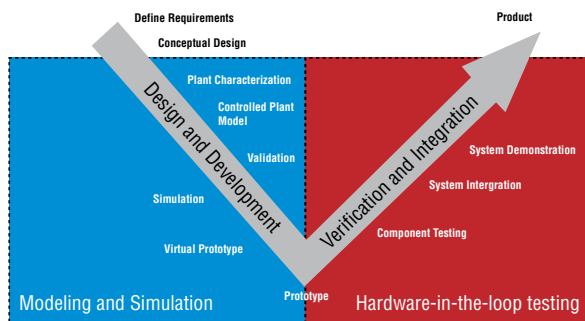 Define Requirements
Product
Conceptual Design
Plant Characterization
Controlled Plant
Model
Validation
Design and Development
Simulation
Virtual Prototype
Prototype
Verification and Integration
System Demonstration
System Intergration
Component Testing
Modeling and Simulation
Hardware-in-the-loop testing